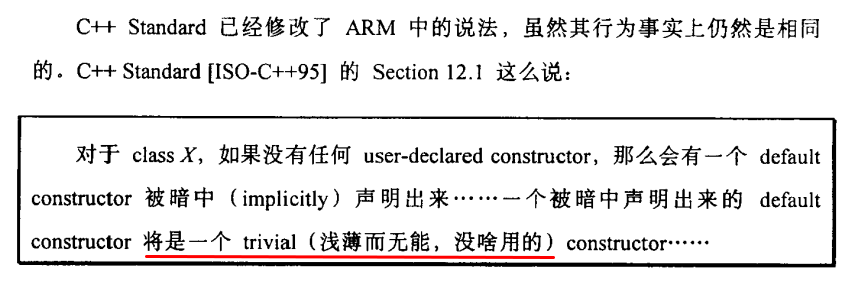 C++ Standard 已经修改了 ARM 中的说法，虽然其行为事实上仍然是相同
的。C++ Standard [ISO-C++95] 的 Section 12.1 这么说：
对于 class X，如果没有任何 user-declared constructor，那么会有一个 default
constructor 被暗中（implicitly）声明出来……一个被暗中声明出来的 default
constructor 将是一个 trivial（浅薄而无能，没啥用的）constructor……